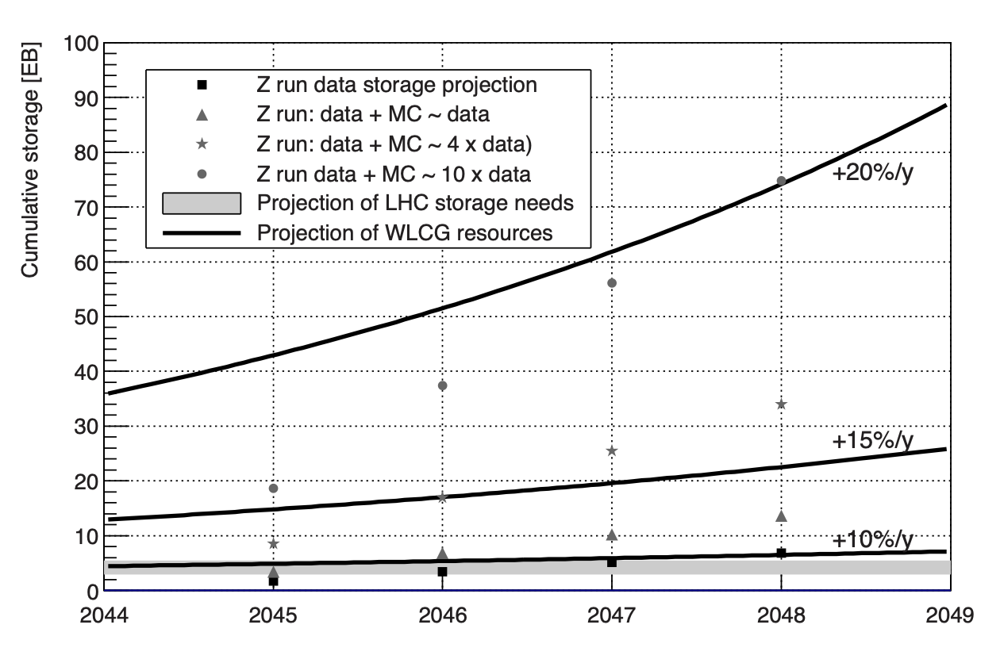 Cumulative storage [EB]
100
90
80
70
60
50
40
30
20
10
0
Z run data storage projection
Z run: data + MC ~ data
Z run: data + MC ~ 4 x data)
Z run data + MC ~ 10 x data
Projection of LHC storage needs
Projection of WLCG resources
+20%/y
+15%/y
+10%/y
2044 2045 2046 2047 2048 2049